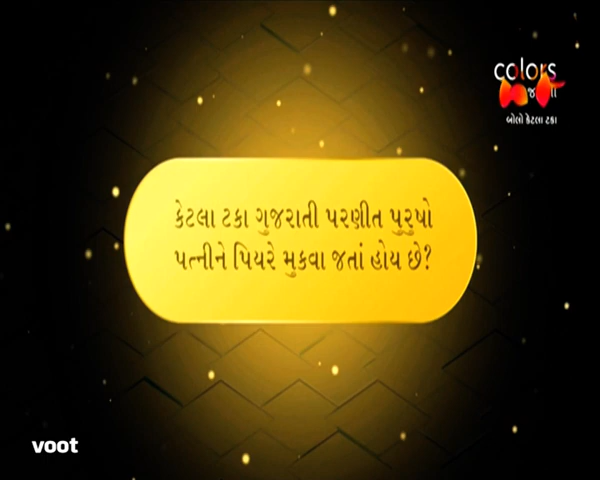 colors
બોલો કેટલા ટકા
કેટલા ટકા ગુજરાતી પરણીત પુરુષો
પત્નીને પિયરે મુકવા જતાં હોય છે?
voot